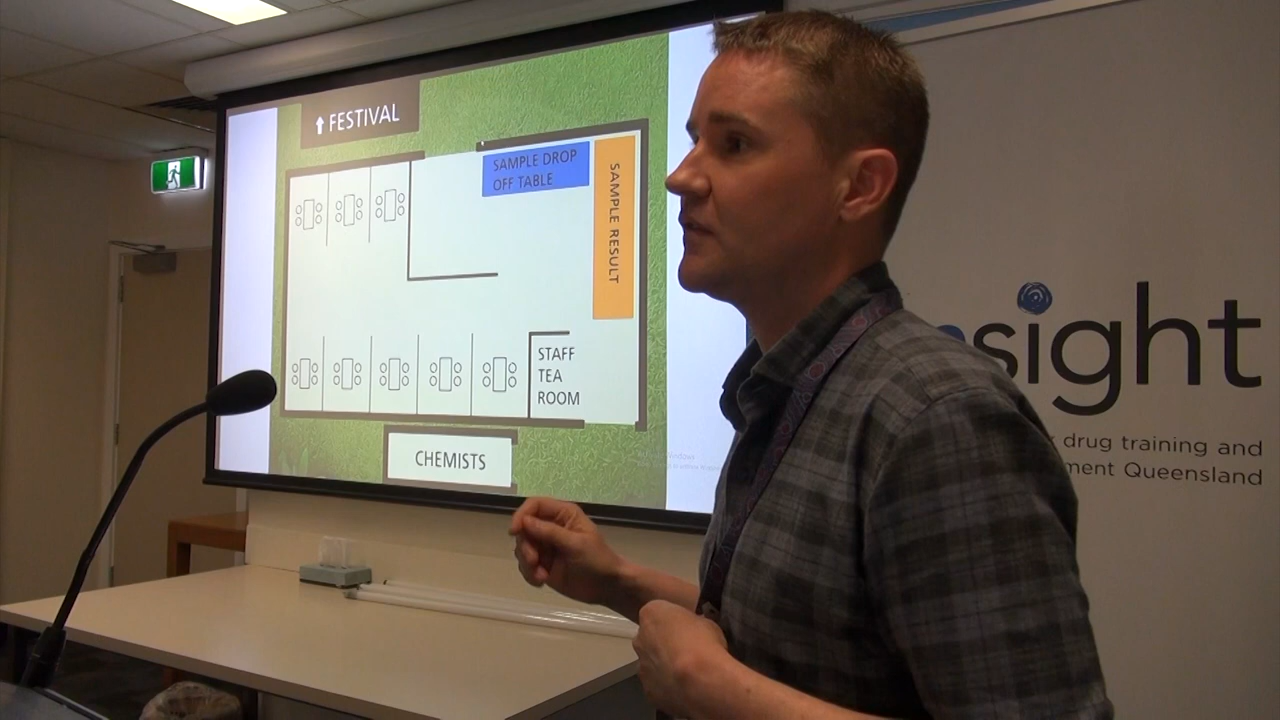 FESTIVAL
SAMPLE DROP
OFF TABLE
SAMPLE RESULT
STAFF
TEA
ROOM
CHEMISTS
sight
drug training and
ment Queensland